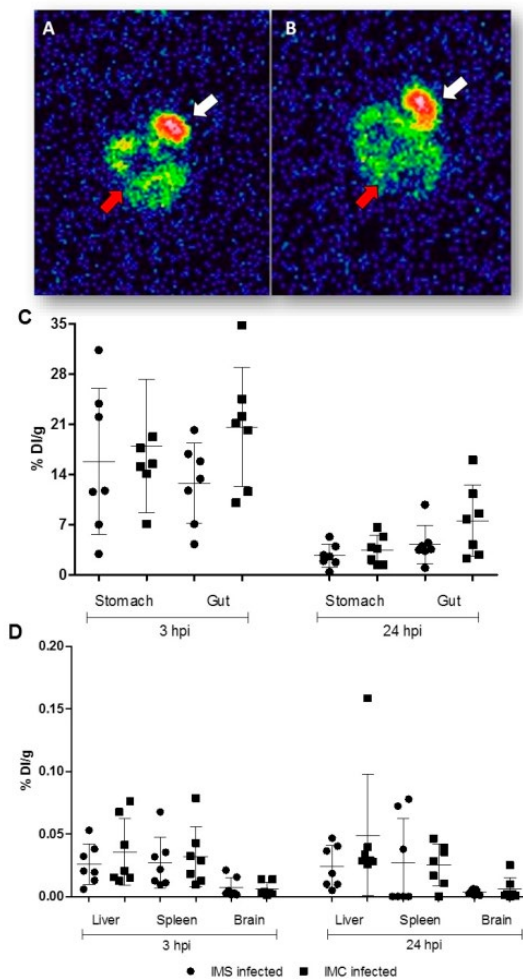 A B
C
35
28
21
14
7
0
% DI/g
Stomach Gut Stomach Gut
3 hpi 24 hpi
D
0.20
0.15
0.10
0.05
0.00
% DI/g
Liver Spleen Brain Liver Spleen Brain
3 hpi 24 hpi
IMS infected IMC infected